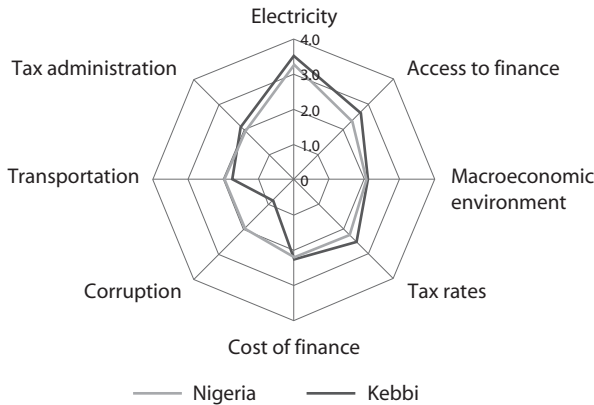 Electricity
4.0
Tax administration
Access to finance
3.0
2.0
1.0
Transportation
0
Macroeconomic
environment
Corruption
Tax rates
Cost of finance
Nigeria
Kebbi